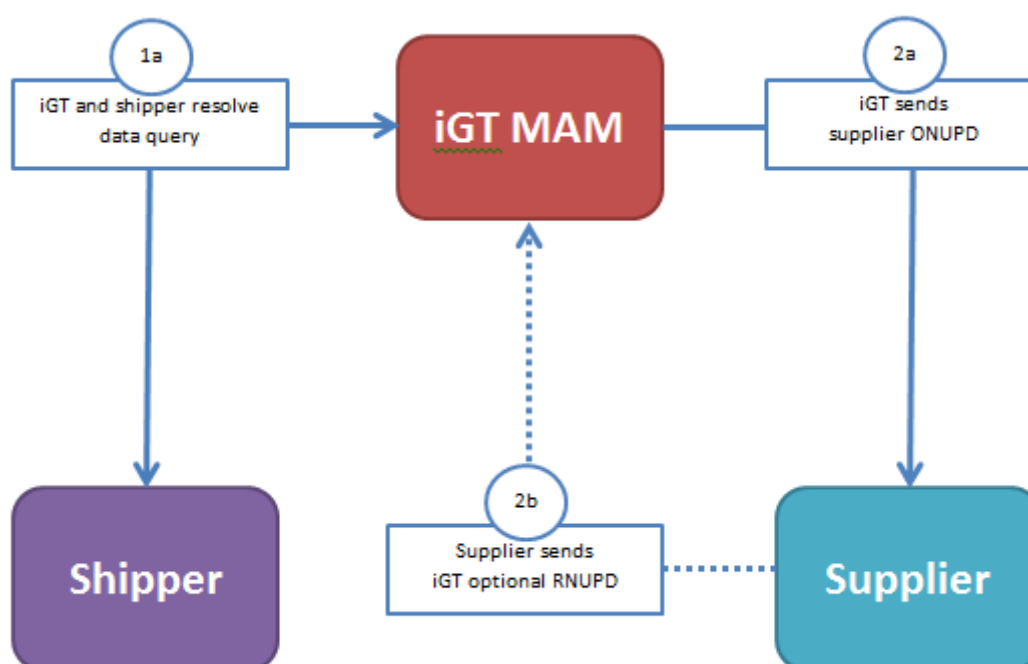 1a
iGT and shipper resolve
data query
iGT MAM
2a
iGT sends
supplier ONUPD
2b
Supplier sends
iGT optional RNUPD
Shipper
Supplier